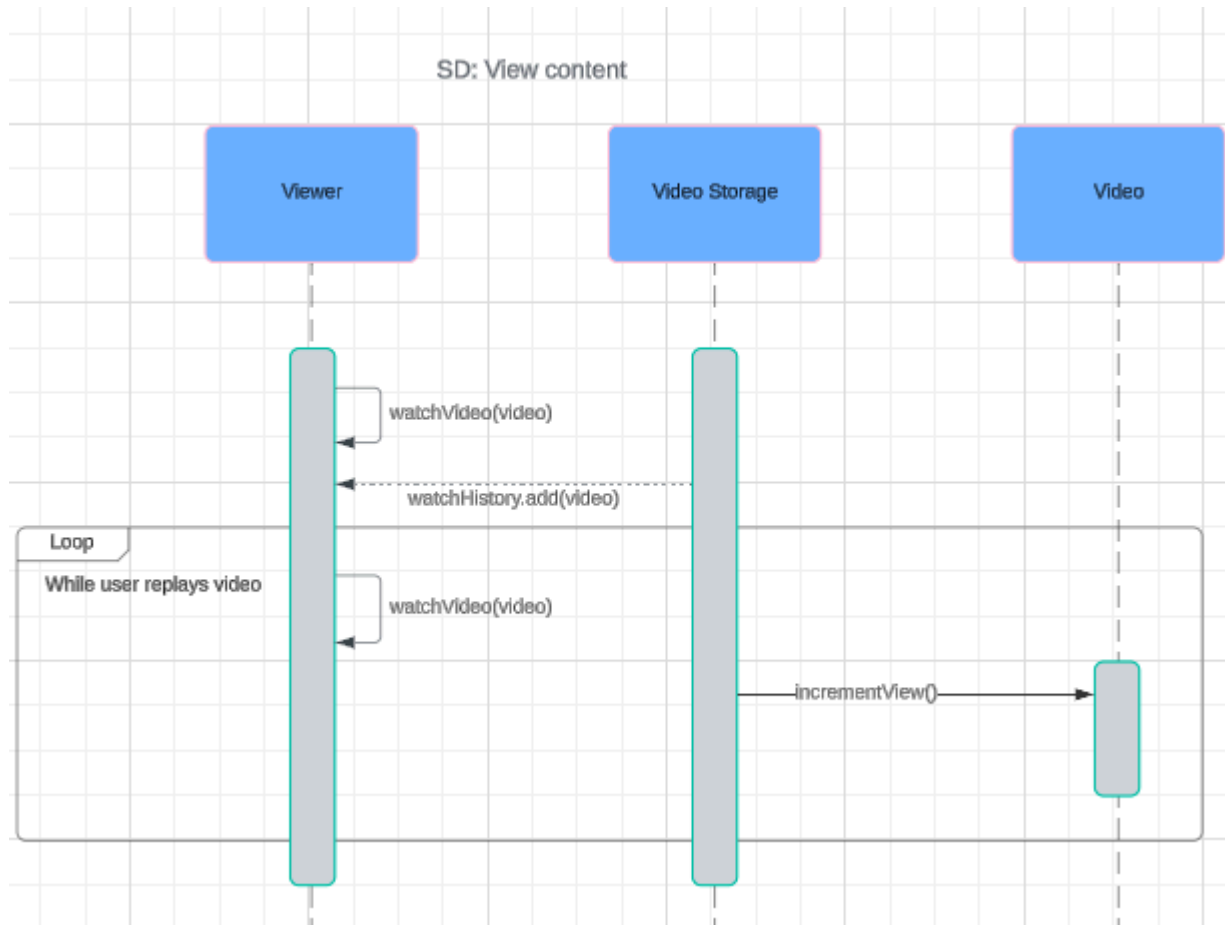 SD: View content
Viewer
Video Storage
Video
watchVideo(video)
watchHistory.add(video)
Loop
While user replays video
watchVideo(video)
incrementView()